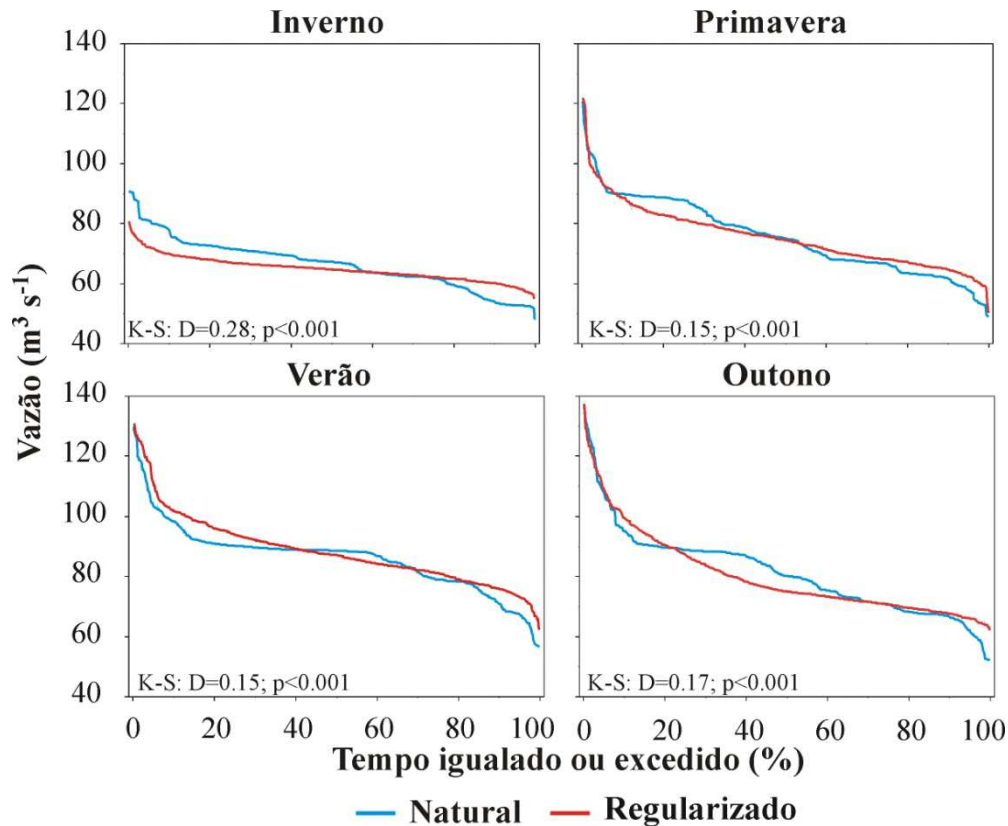 Inverno
Primavera
140
120
100
80
60
40
K-S: D=0.28; p<0.001
K-S: D=0.15; p<0.001
Vazão (m³ s⁻¹)
Verão
Outono
140
120
100
80
60
40
K-S: D=0.15; p<0.001
K-S: D=0.17; p<0.001
0 20 40 60 80 100
0 20 40 60 80 100
Tempo igualado ou excedido (%)
Natural Regularizado